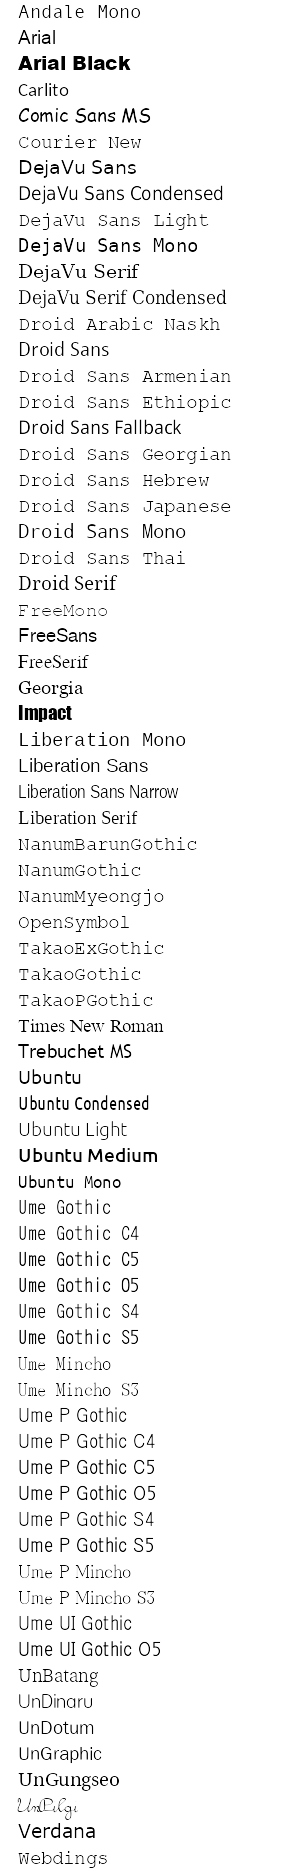 Andale Mono
Arial
Arial Black
Carlito
Comic Sans MS
Courier New
DejaVu Sans
DejaVu Sans Condensed
DejaVu Sans Light
DejaVu Sans Mono
DejaVu Serif
DejaVu Serif Condensed
Droid Arabic Naskh
Droid Sans
Droid Sans Armenian
Droid Sans Ethiopic
Droid Sans Fallback
Droid Sans Georgian
Droid Sans Hebrew
Droid Sans Japanese
Droid Sans Mono
Droid Sans Thai
Droid Serif
FreeMono
FreeSans
FreeSerif
Georgia
Impact
Liberation Mono
Liberation Sans
Liberation Sans Narrow
Liberation Serif
NanumBarunGothic
NanumGothic
NanumMyeongjo
OpenSymbol
TakaoExGothic
TakaoGothic
TakaoPGothic
Times New Roman
Trebuchet MS
Ubuntu
Ubuntu Condensed
Ubuntu Light
Ubuntu Medium
Ubuntu Mono
Ume Gothic
Ume Gothic C4
Ume Gothic C5
Ume Gothic O5
Ume Gothic S4
Ume Gothic S5
Ume Mincho
Ume Mincho S3
Ume P Gothic
Ume P Gothic C4
Ume P Gothic C5
Ume P Gothic O5
Ume P Gothic S4
Ume P Gothic S5
Ume P Mincho
Ume P Mincho S3
Ume UI Gothic
Ume UI Gothic O5
UnBatang
UnDinaru
UnDotum
UnGraphic
UnGungseo
UnPilgi
Verdana
Webdings